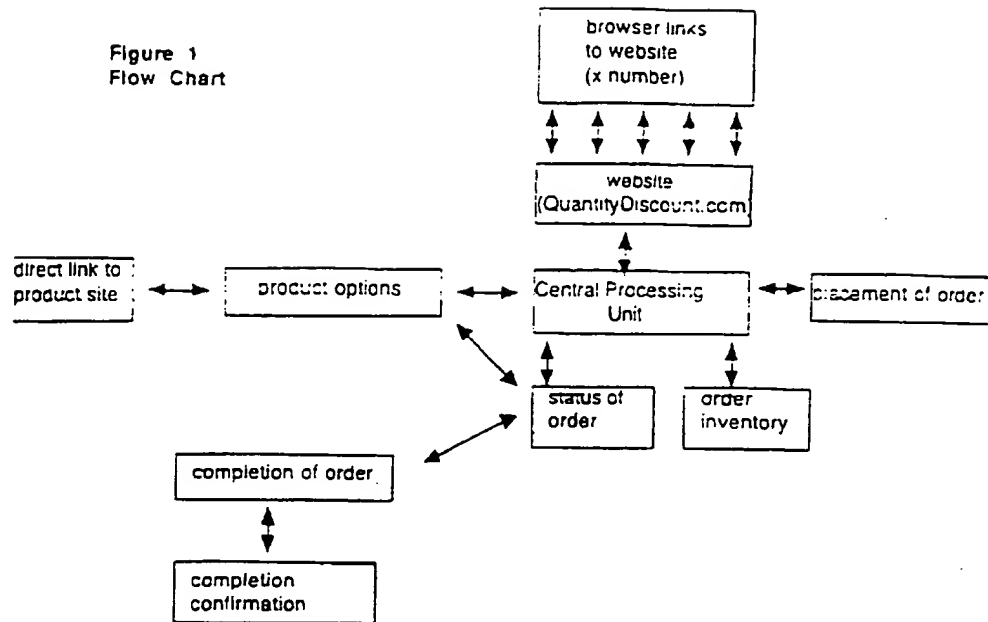 Figure 1
Flow Chart
browser links
to website
(x number)
website
(QuantityDiscount.com
direct link to
product site
product options
Central Processing
Unit
placement of order
status of
order
order
inventory
completion of order
completion
confirmation